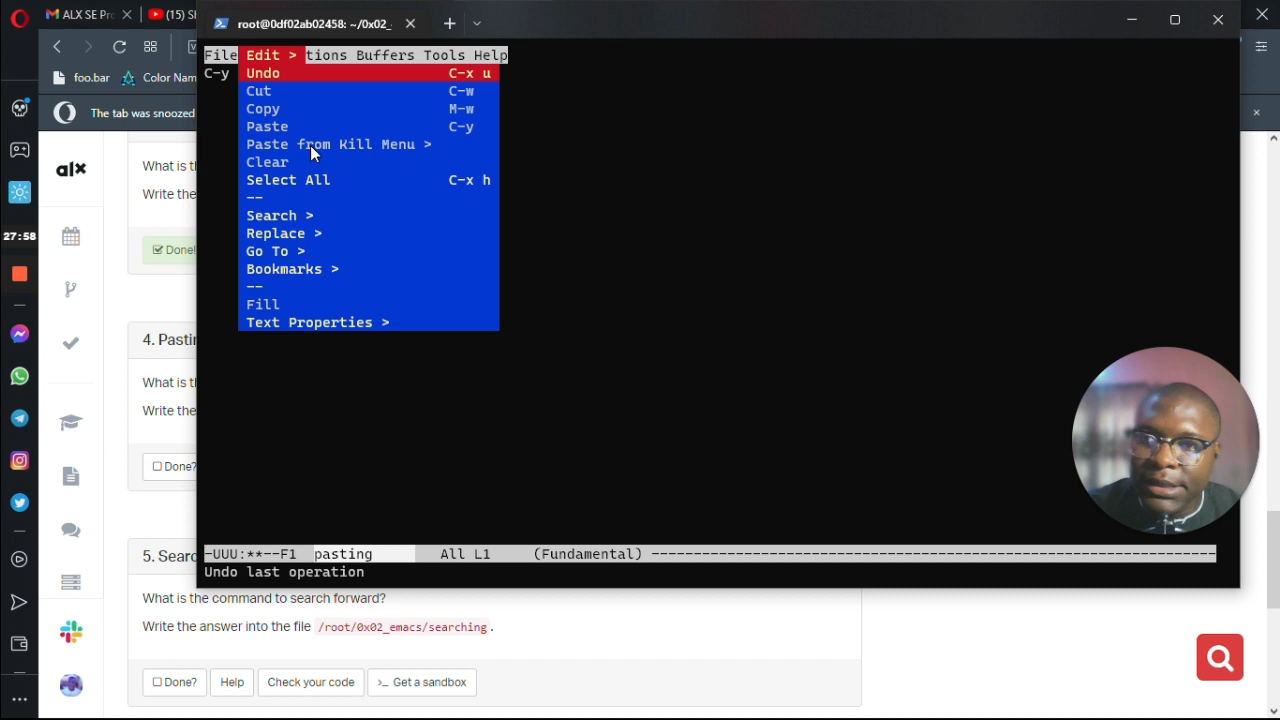 ALX SE Pr
(15) Sl
root@0df02ab02458: ~/0x02_
foo.bar
Color Nam
The tab was snoozed
File Edit > tions Buffers Tools Help
C-y
Undo C-x u
Cut C-w
Copy M-w
Paste C-y
Paste from Kill Menu >
Clear
Select All C-x h
--
Search >
Replace >
Go To >
Bookmarks >
--
Fill
Text Properties >
alx
27:58
What is t
Write the
Done!
4. Pastin
What is t
Write the
Done?
5. Searc
-UUU:**--F1 pasting All L1 (Fundamental) ----------------------------------------
Undo last operation
What is the command to search forward?
Write the answer into the file /root/0x02_emacs/searching .
Done? Help Check your code >_ Get a sandbox